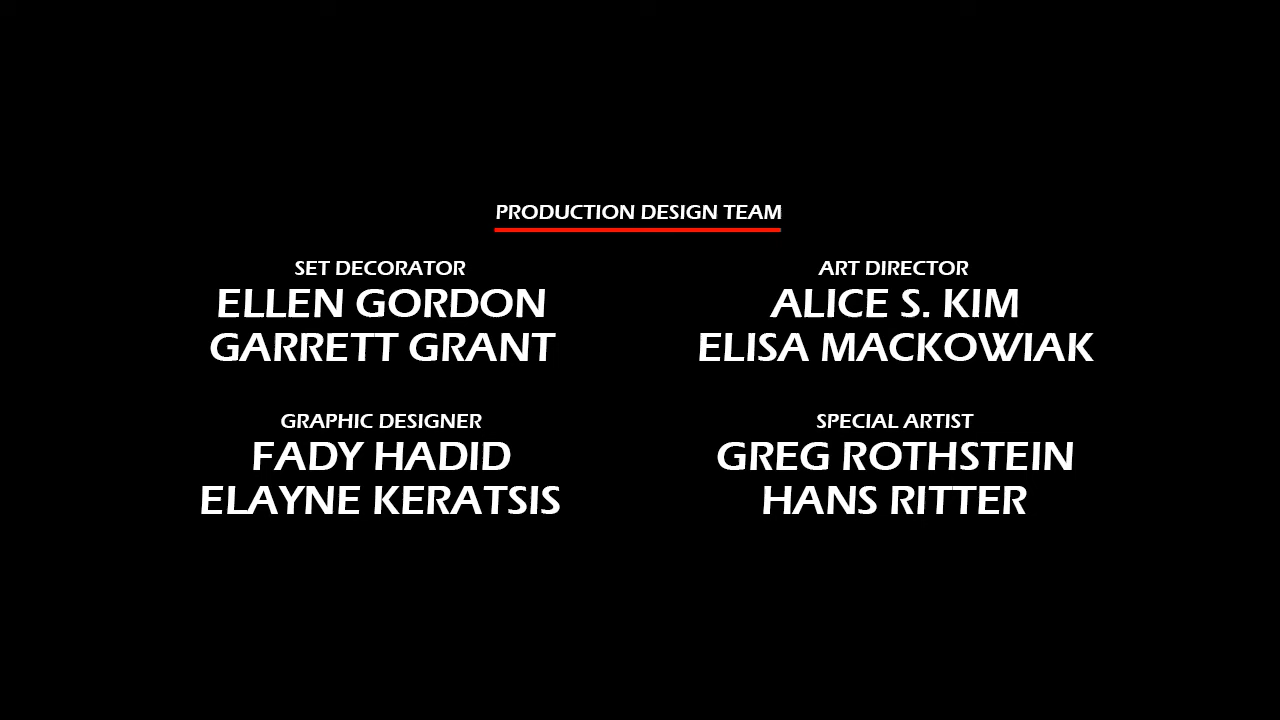 PRODUCTION DESIGN TEAM
SET DECORATOR
ELLEN GORDON
GARRETT GRANT
ART DIRECTOR
ALICE S. KIM
ELISA MACKOWIAK
GRAPHIC DESIGNER
FADY HADID
ELAYNE KERATSIS
SPECIAL ARTIST
GREG ROTHSTEIN
HANS RITTER